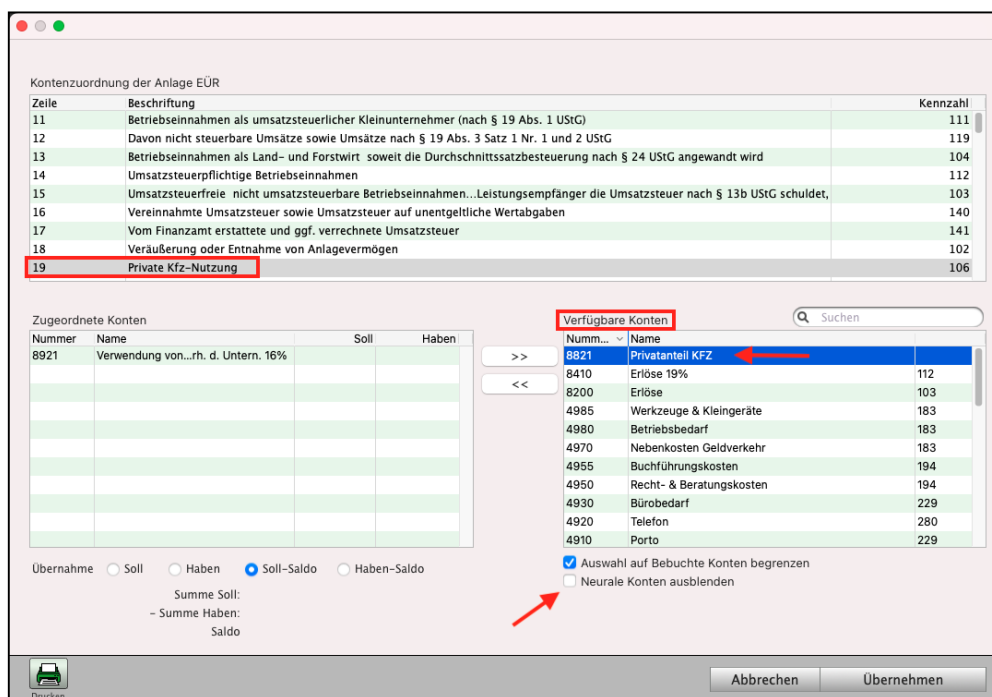 Kontenzuordnung der Anlage EÜR
Zeile Beschriftung Kennzahl
11 Betriebseinnahmen als umsatzsteuerlicher Kleinunternehmer (nach § 19 Abs. 1 UStG) 111
12 Davon nicht steuerbare Umsätze sowie Umsätze nach § 19 Abs. 3 Satz 1 Nr. 1 und 2 UStG 119
13 Betriebseinnahmen als Land- und Forstwirt soweit die Durchschnittssatzbesteuerung nach § 24 UStG angewandt wird 104
14 Umsatzsteuerpflichtige Betriebseinnahmen 112
15 Umsatzsteuerfreie nicht umsatzsteuerbare Betriebseinnahmen...Leistungsempfänger die Umsatzsteuer nach § 13b UStG schuldet, 103
16 Vereinnahmte Umsatzsteuer sowie Umsatzsteuer auf unentgeltliche Wertabgaben 140
17 Vom Finanzamt erstattete und ggf. verrechnete Umsatzsteuer 141
18 Veräußerung oder Entnahme von Anlagevermögen 102
19 Private Kfz-Nutzung 106
Zugeordnete Konten
Nummer Name Soll Haben
8921 Verwendung von...rh. d. Untern. 16%
>>
<<
Verfügbare Konten
Suchen
Numm... Name
8821 Privatanteil KFZ
8410 Erlöse 19% 112
8200 Erlöse 103
4985 Werkzeuge & Kleingeräte 183
4980 Betriebsbedarf 183
4970 Nebenkosten Geldverkehr 183
4955 Buchführungskosten 194
4950 Recht- & Beratungskosten 194
4930 Bürobedarf 229
4920 Telefon 280
4910 Porto 229
Übernahme Soll Haben Soll-Saldo Haben-Saldo
Auswahl auf Bebuchte Konten begrenzen
Neurale Konten ausblenden
Summe Soll:
- Summe Haben:
Saldo
Drucken
Abbrechen
Übernehmen